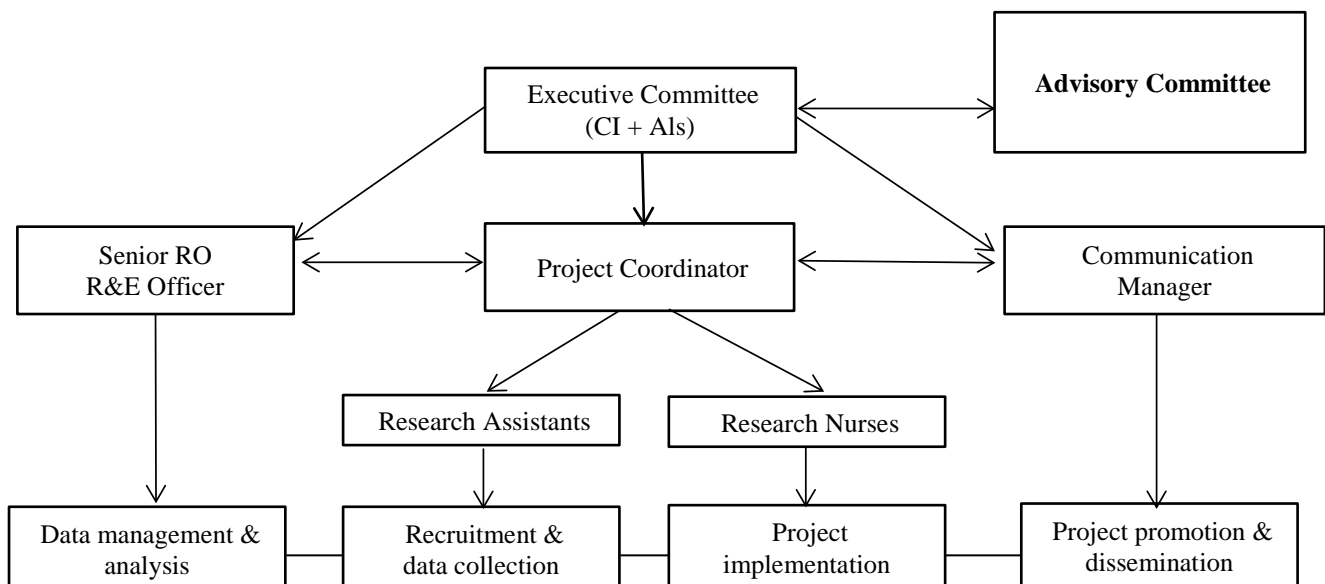 Advisory Committee
Executive Committee
(CI + AIs)
Senior RO
R&E Officer
Project Coordinator
Communication
Manager
Research Assistants
Research Nurses
Data management &
analysis
Recruitment &
data collection
Project
implementation
Project promotion &
dissemination